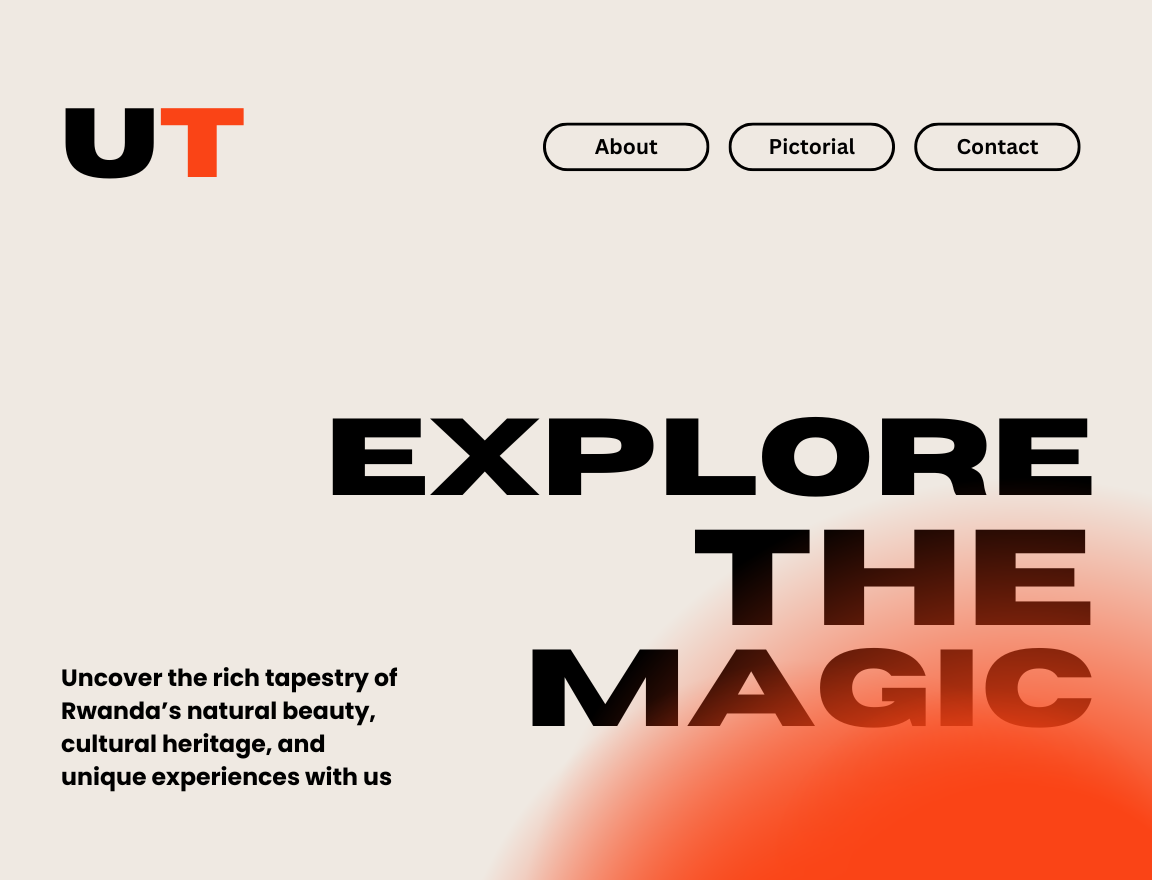 UT
About
Pictorial
Contact
EXPLORE
THE
MAGIC
Uncover the rich tapestry of
Rwanda’s natural beauty,
cultural heritage, and
unique experiences with us